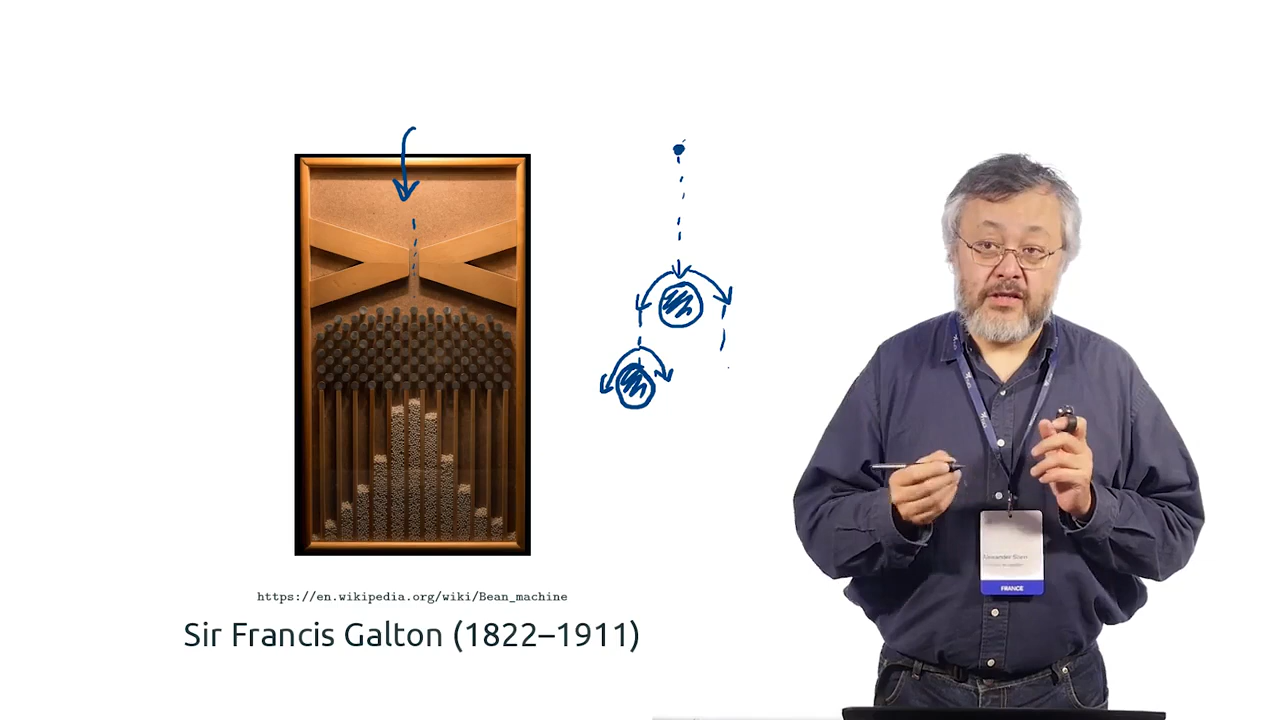 https://en.wikipedia.org/wiki/Bean_machine
Sir Francis Galton (1822–1911)
FRANCE